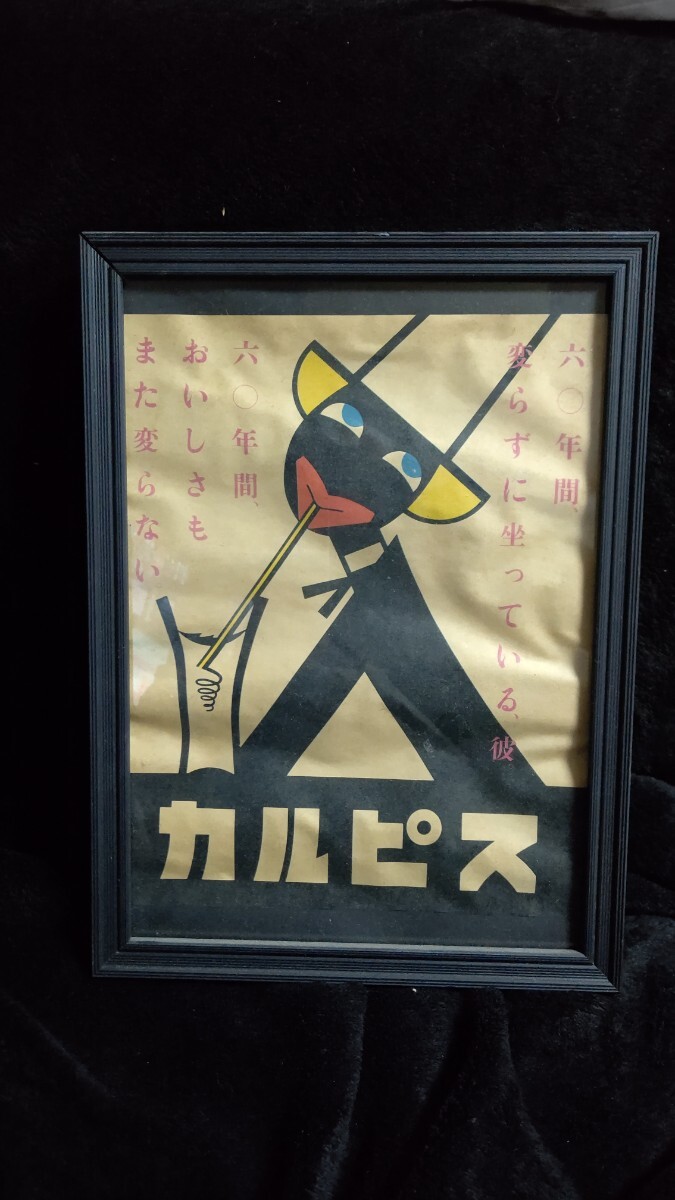 六〇年間、
変らずに坐っている、彼
六〇年間、
おいしさも
また変らない
カルピス